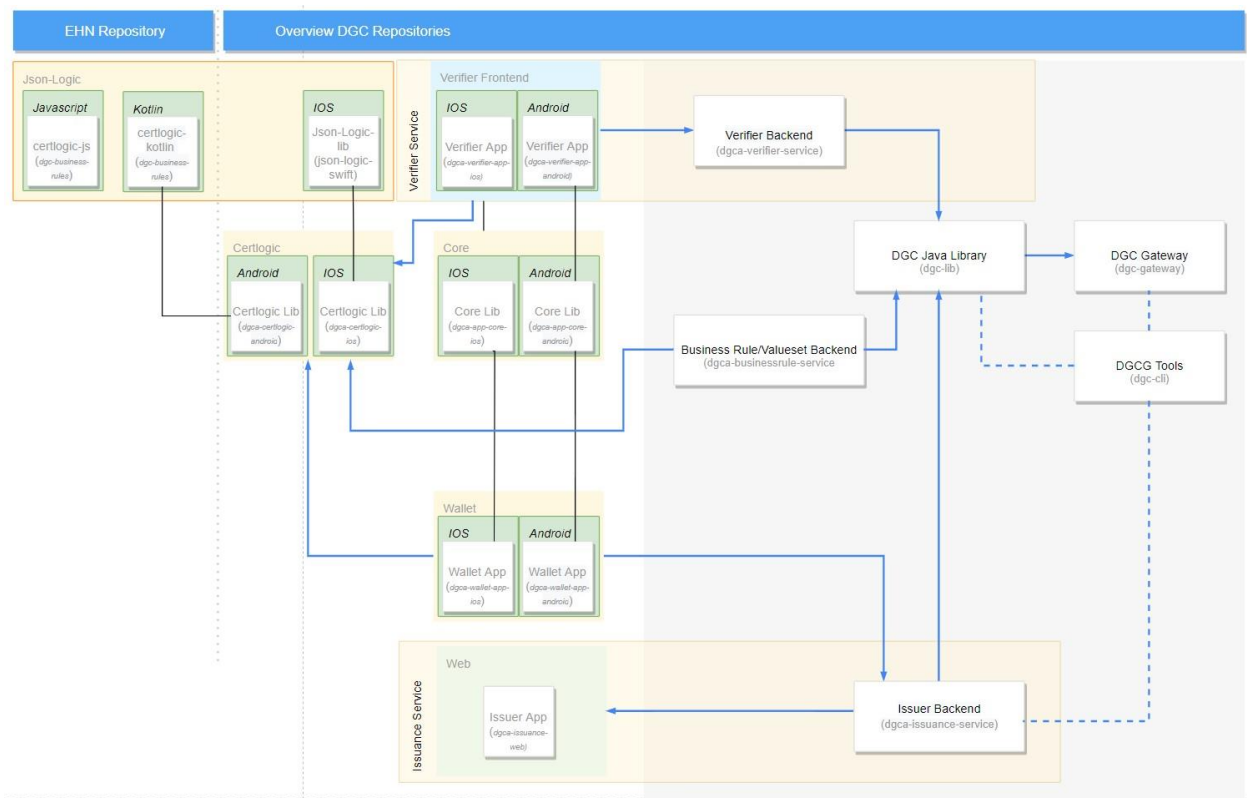 EHN Repository
Overview DGC Repositories
Json-Logic
Javascript
certlogic-js
(dgc-business-
rules)
Kotlin
certlogic-
kotlin
(dgc-business-
rules)
IOS
Json-Logic-
lib
(json-logic-
swift)
Verifier Service
Verifier Frontend
IOS
Verifier App
(dgca-verifier-app-
ios)
Android
Verifier App
(dgca-verifier-app-
android)
Verifier Backend
(dgca-verifier-service)
Certlogic
Android
Certlogic Lib
(dgca-certlogic-
android)
IOS
Certlogic Lib
(dgca-certlogic-
ios)
Core
IOS
Core Lib
(dgca-app-core-
ios)
Android
Core Lib
(dgca-app-core-
android)
DGC Java Library
(dgc-lib)
DGC Gateway
(dgc-gateway)
Business Rule/Valueset Backend
(dgca-businessrule-service
DGCG Tools
(dgc-cli)
Wallet
IOS
Wallet App
(dgca-wallet-app-
ios)
Android
Wallet App
(dgca-wallet-app-
android)
Issuance Service
Web
Issuer App
(dgca-issuance-
web)
Issuer Backend
(dgca-issuance-service)